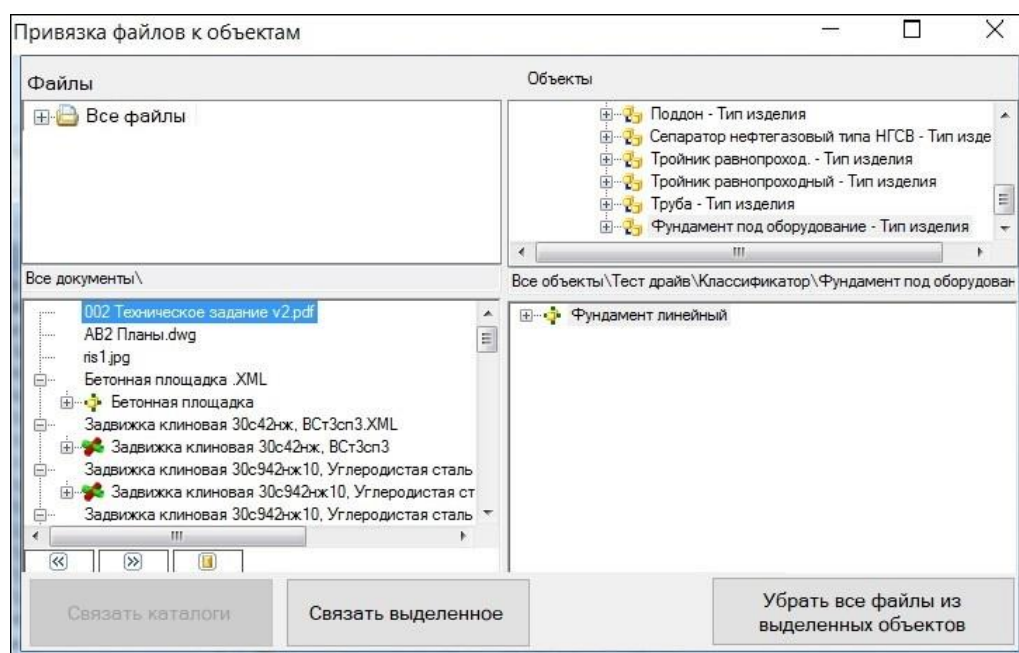 Привязка файлов к объектам
Файлы
Все файлы
Объекты
Поддон - Тип изделия
Сепаратор нефтегазовый типа НГСВ - Тип изде
Тройник равнопроход. - Тип изделия
Тройник равнопроходный - Тип изделия
Труба - Тип изделия
Фундамент под оборудование - Тип изделия
Все документы\
002 Техническое задание v2.pdf
АВ2 Планы.dwg
ris1.jpg
Бетонная площадка .XML
Бетонная площадка
Задвижка клиновая 30с42нж, ВСт3сп3.XML
Задвижка клиновая 30с42нж, ВСт3сп3
Задвижка клиновая 30с942нж10, Углеродистая сталь
Задвижка клиновая 30с942нж10, Углеродистая ст
Задвижка клиновая 30с942нж10, Углеродистая сталь
Все объекты\Тест драйв\Классификатор\Фундамент под оборудован
Фундамент линейный
Связать каталоги
Связать выделенное
Убрать все файлы из
выделенных объектов